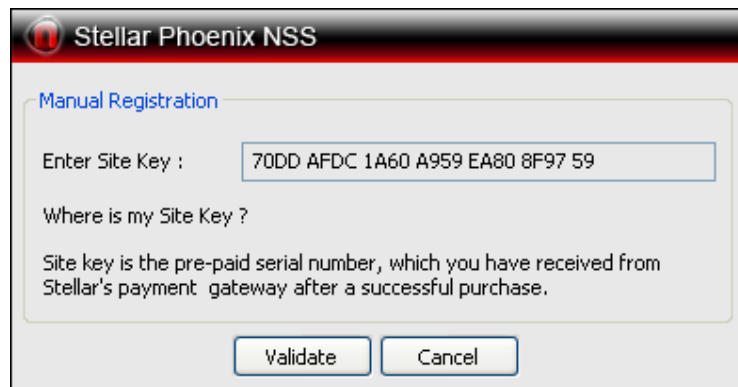 Stellar Phoenix NSS
Manual Registration
Enter Site Key : 70DD AFDC 1A60 A959 EA80 8F97 59
Where is my Site Key ?
Site key is the pre-paid serial number, which you have received from
Stellar's payment gateway after a successful purchase.
Validate Cancel